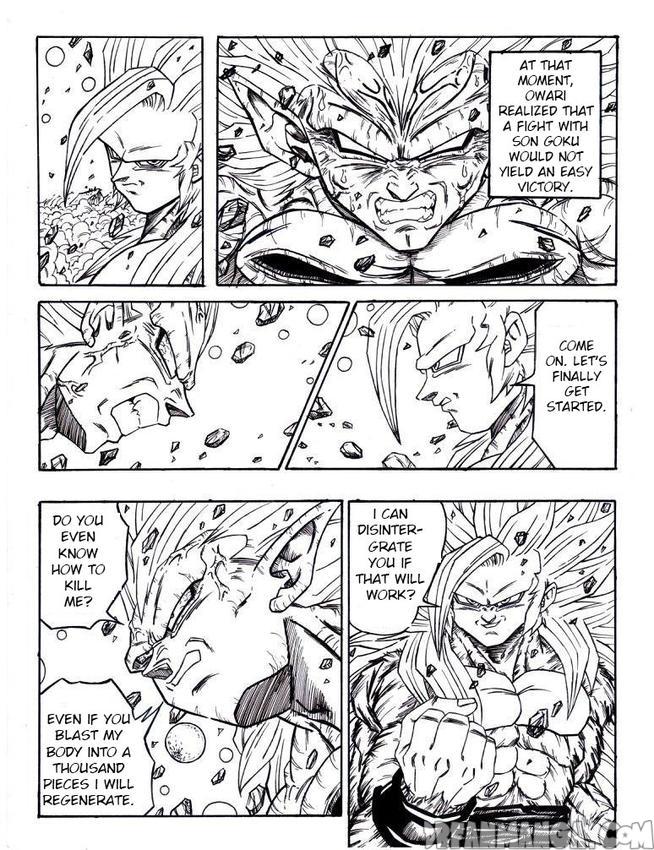 AT THAT
MOMENT,
OWARI
REALIZED THAT
A FIGHT WITH
SON GOKU
WOULD NOT
YIELD AN EASY
VICTORY.
COME
ON. LET'S
FINALLY
GET
STARTED.
DO YOU
EVEN
KNOW
HOW TO
KILL
ME?
EVEN IF YOU
BLAST MY
BODY INTO A
THOUSAND
PIECES I WILL
REGENERATE.
I CAN
DISINTER-
GRATE
YOU IF
THAT WILL
WORK?